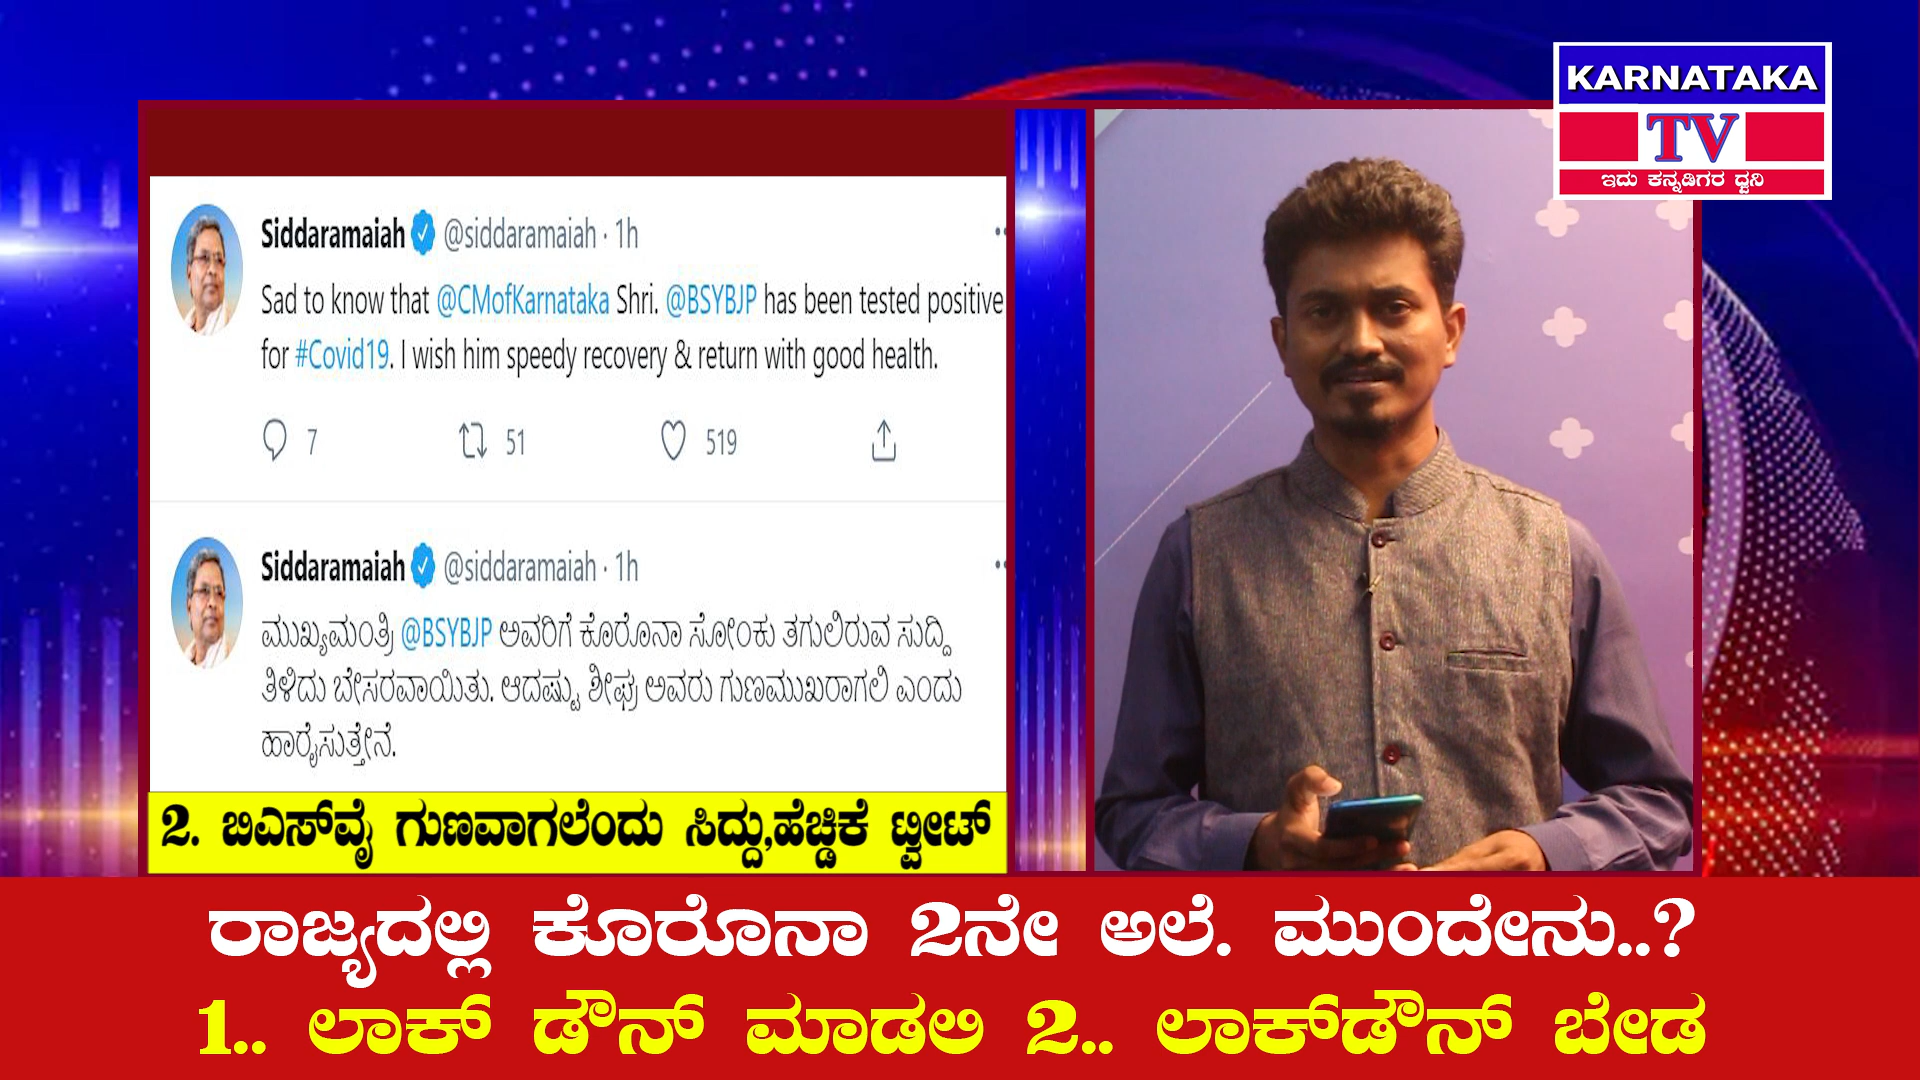 KARNATAKA
TV
ಇದು ಕನ್ನಡಿಗರ ಧ್ವನಿ
Siddaramaiah @siddaramaiah · 1h
Sad to know that @CMofKarnataka Shri. @BSYBJP has been tested positive
for #Covid19. I wish him speedy recovery & return with good health.
7 51 519
Siddaramaiah @siddaramaiah · 1h
ಮುಖ್ಯಮಂತ್ರಿ @BSYBJP ಅವರಿಗೆ ಕೊರೊನಾ ಸೋಂಕು ತಗುಲಿರುವ ಸುದ್ದಿ
ತಿಳಿದು ಬೇಸರವಾಯಿತು. ಆದಷ್ಟು ಶೀಘ್ರ ಅವರು ಗುಣಮುಖರಾಗಲಿ ಎಂದು
ಹಾರೈಸುತ್ತೇನೆ.
2. ಬಿಎಸ್‌ವೈ ಗುಣವಾಗಲೆಂದು ಸಿದ್ದು,ಹೆಚ್ಡಿಕೆ ಟ್ವೀಟ್
ರಾಜ್ಯದಲ್ಲಿ ಕೊರೊನಾ 2ನೇ ಅಲೆ. ಮುಂದೇನು..?
1.. ಲಾಕ್ ಡೌನ್ ಮಾಡಲಿ 2.. ಲಾಕ್‌ಡೌನ್ ಬೇಡ